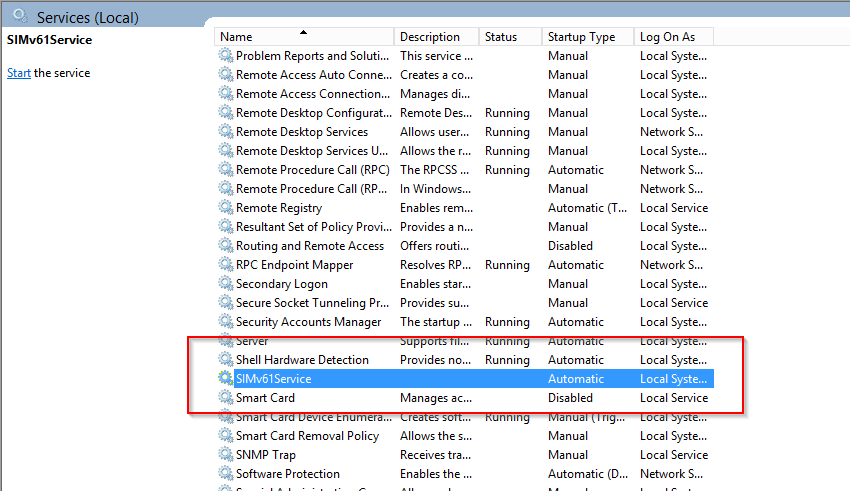 Services (Local)
SIMv61Service
Start the service
Name Description Status Startup Type Log On As
Problem Reports and Soluti... This service ... Manual Local Syste...
Remote Access Auto Conne... Creates a co... Manual Local Syste...
Remote Access Connection... Manages di... Manual Local Syste...
Remote Desktop Configurat... Remote Des... Running Manual Local Syste...
Remote Desktop Services Allows user... Running Manual Network S...
Remote Desktop Services U... Allows the r... Running Manual Local Syste...
Remote Procedure Call (RPC) The RPCSS ... Running Automatic Network S...
Remote Procedure Call (RP... In Windows... Manual Network S...
Remote Registry Enables rem... Automatic (T... Local Service
Resultant Set of Policy Provi... Provides a n... Manual Local Syste...
Routing and Remote Access Offers routi... Disabled Local Syste...
RPC Endpoint Mapper Resolves RP... Running Automatic Network S...
Secondary Logon Enables star... Manual Local Syste...
Secure Socket Tunneling Pr... Provides su... Manual Local Service
Security Accounts Manager The startup ... Running Automatic Local Syste...
Server Supports fil... Running Automatic Local Syste...
Shell Hardware Detection Provides no... Running Automatic Local Syste...
SIMv61Service Automatic Local Syste...
Smart Card Manages ac... Disabled Local Service
Smart Card Device Enumera... Creates soft... Running Manual (Trig... Local Syste...
Smart Card Removal Policy Allows the s... Manual Local Syste...
SNMP Trap Receives tra... Manual Local Service
Software Protection Enables the ... Automatic (D... Network S...